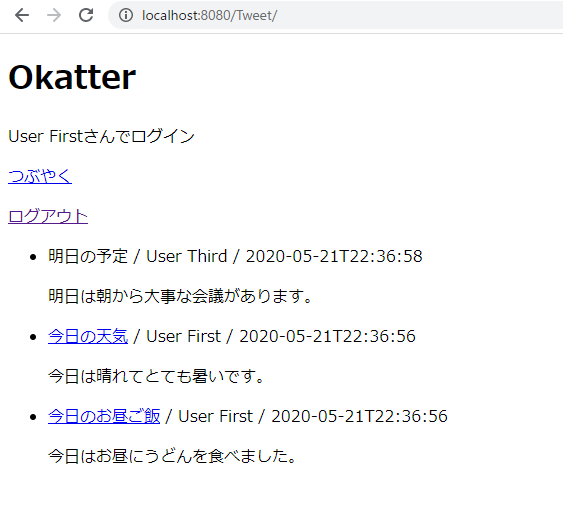 localhost:8080/Tweet/
Okatter
User Firstさんでログイン
つぶやく
ログアウト
明日の予定 / User Third / 2020-05-21T22:36:58
明日は朝から大事な会議があります。
今日の天気 / User First / 2020-05-21T22:36:56
今日は晴れてとても暑いです。
今日のお昼ご飯 / User First / 2020-05-21T22:36:56
今日はお昼にうどんを食べました。